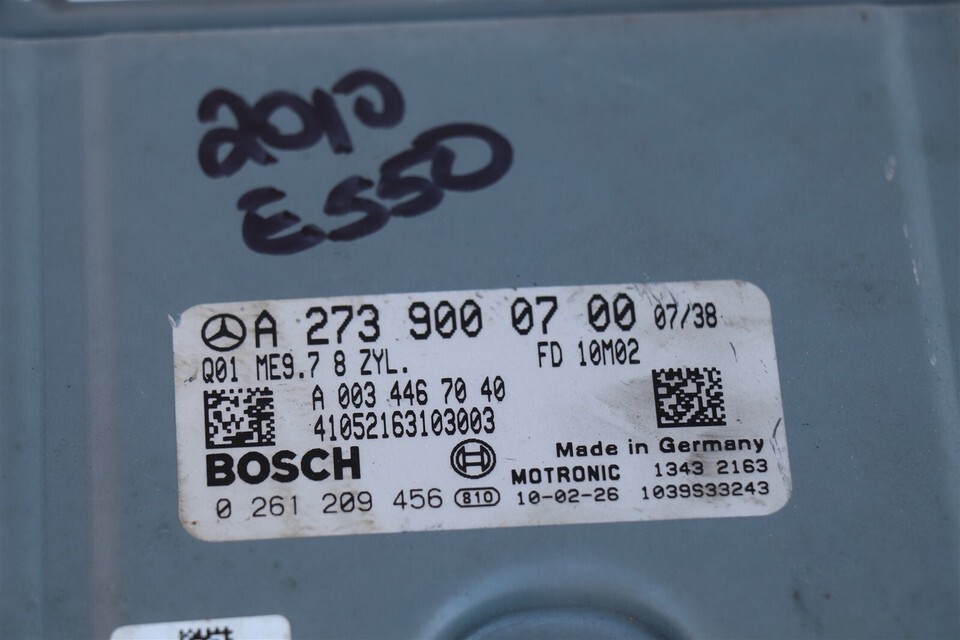 2010
E550
A 273 900 07 00 07/38
Q01 ME9.7 8 ZYL. FD 10M02
A 003 446 70 40
41052163103003
BOSCH
Made in Germany
MOTRONIC 1343 2163
0 261 209 456 810 10-02-26 1039S33243